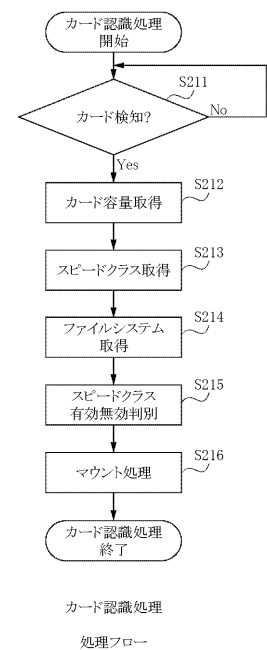 カード認識処理
開始
S211
カード検知?
No
Yes
S212
カード容量取得
S213
スピードクラス取得
S214
ファイルシステム
取得
S215
スピードクラス
有効無効判別
S216
マウント処理
カード認識処理
終了
カード認識処理
処理フロー